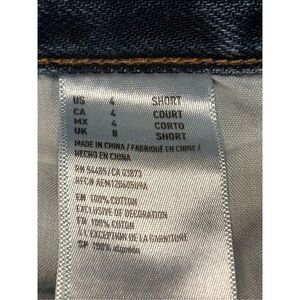 US 4 SHORT
CA 4 COURT
MX 4 CORTO
UK 8 SHORT
MADE IN CHINA / FABRIQUÉ EN CHINE /
HECHO EN CHINA
RN 54485/CA 03873
EN 100% COTTON
EXCLUSIVE OF DECORATION
FR 100% COTON
À L'EXCEPTION DE LA GARNITURE
SP 100% algodón